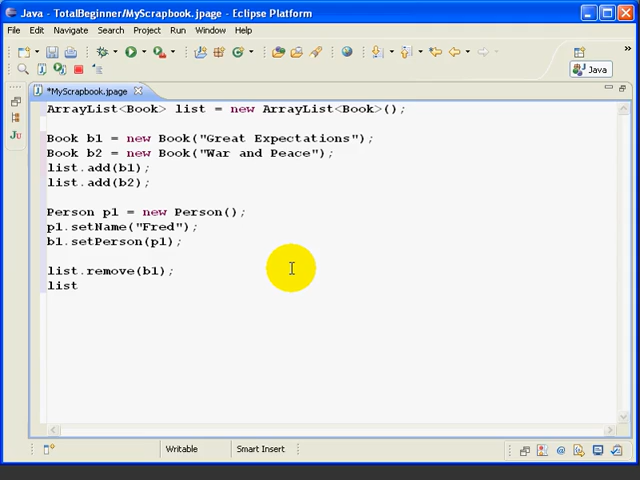 Java - TotalBeginner/MyScrapbook.jpage - Eclipse Platform
File Edit Navigate Search Project Run Window Help
Java
*MyScrapbook.jpage
ArrayList<Book> list = new ArrayList<Book>();
Book b1 = new Book("Great Expectations");
Book b2 = new Book("War and Peace");
list.add(b1);
list.add(b2);
Person p1 = new Person();
p1.setName("Fred");
b1.setPerson(p1);
list.remove(b1);
list
Writable Smart Insert